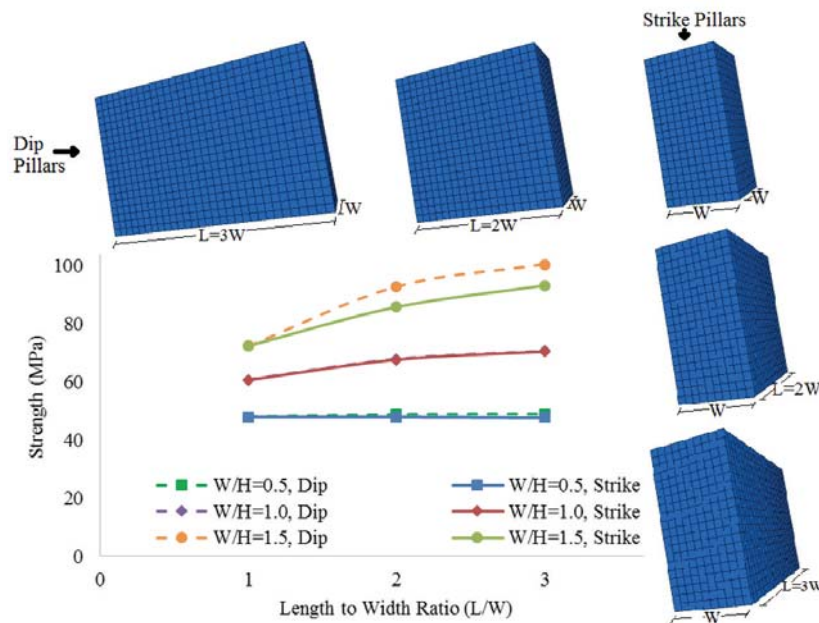 Strike Pillars
Dip
Pillars
W
L=3W
W
L=2W
W
W
W
L=2W
W
L=3W
100
80
60
40
20
0
Strength (MPa)
W/H=0.5, Dip
W/H=0.5, Strike
W/H=1.0, Dip
W/H=1.0, Strike
W/H=1.5, Dip
W/H=1.5, Strike
0
1
2
3
Length to Width Ratio (L/W)